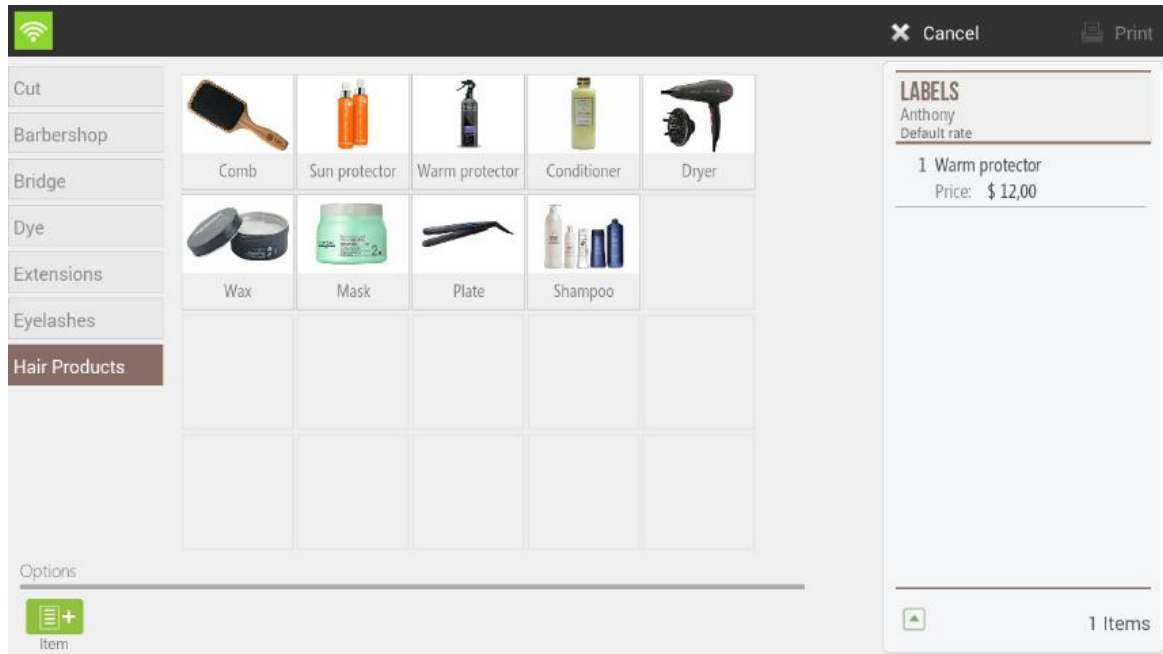 Cancel
Print
Cut
Barbershop
Bridge
Dye
Extensions
Eyelashes
Hair Products
Comb
Sun protector
Warm protector
Conditioner
Dryer
Wax
Mask
Plate
Shampoo
Options
Item
LABELS
Anthony
Default rate
1 Warm protector
Price: $ 12,00
1 Items